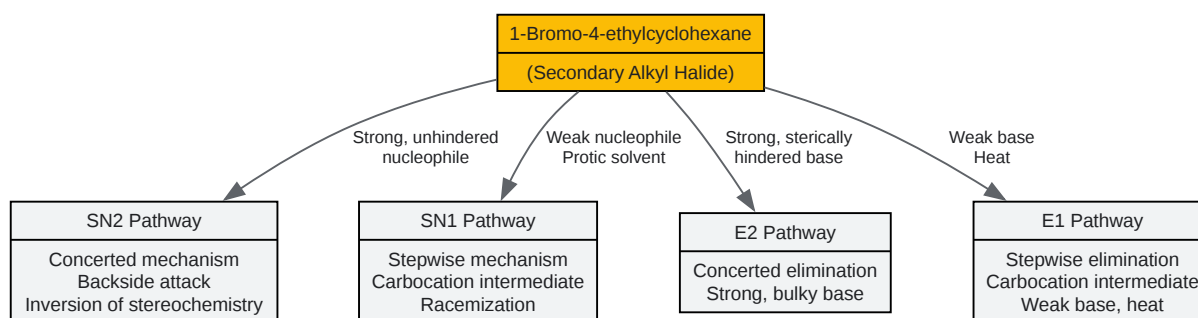 1-Bromo-4-ethylcyclohexane
(Secondary Alkyl Halide)
Strong, unhindered
nucleophile
Weak nucleophile
Protic solvent
Strong, sterically
hindered base
Weak base
Heat
SN2 Pathway
Concerted mechanism
Backside attack
Inversion of stereochemistry
SN1 Pathway
Stepwise mechanism
Carbocation intermediate
Racemization
E2 Pathway
Concerted elimination
Strong, bulky base
E1 Pathway
Stepwise elimination
Carbocation intermediate
Weak base, heat